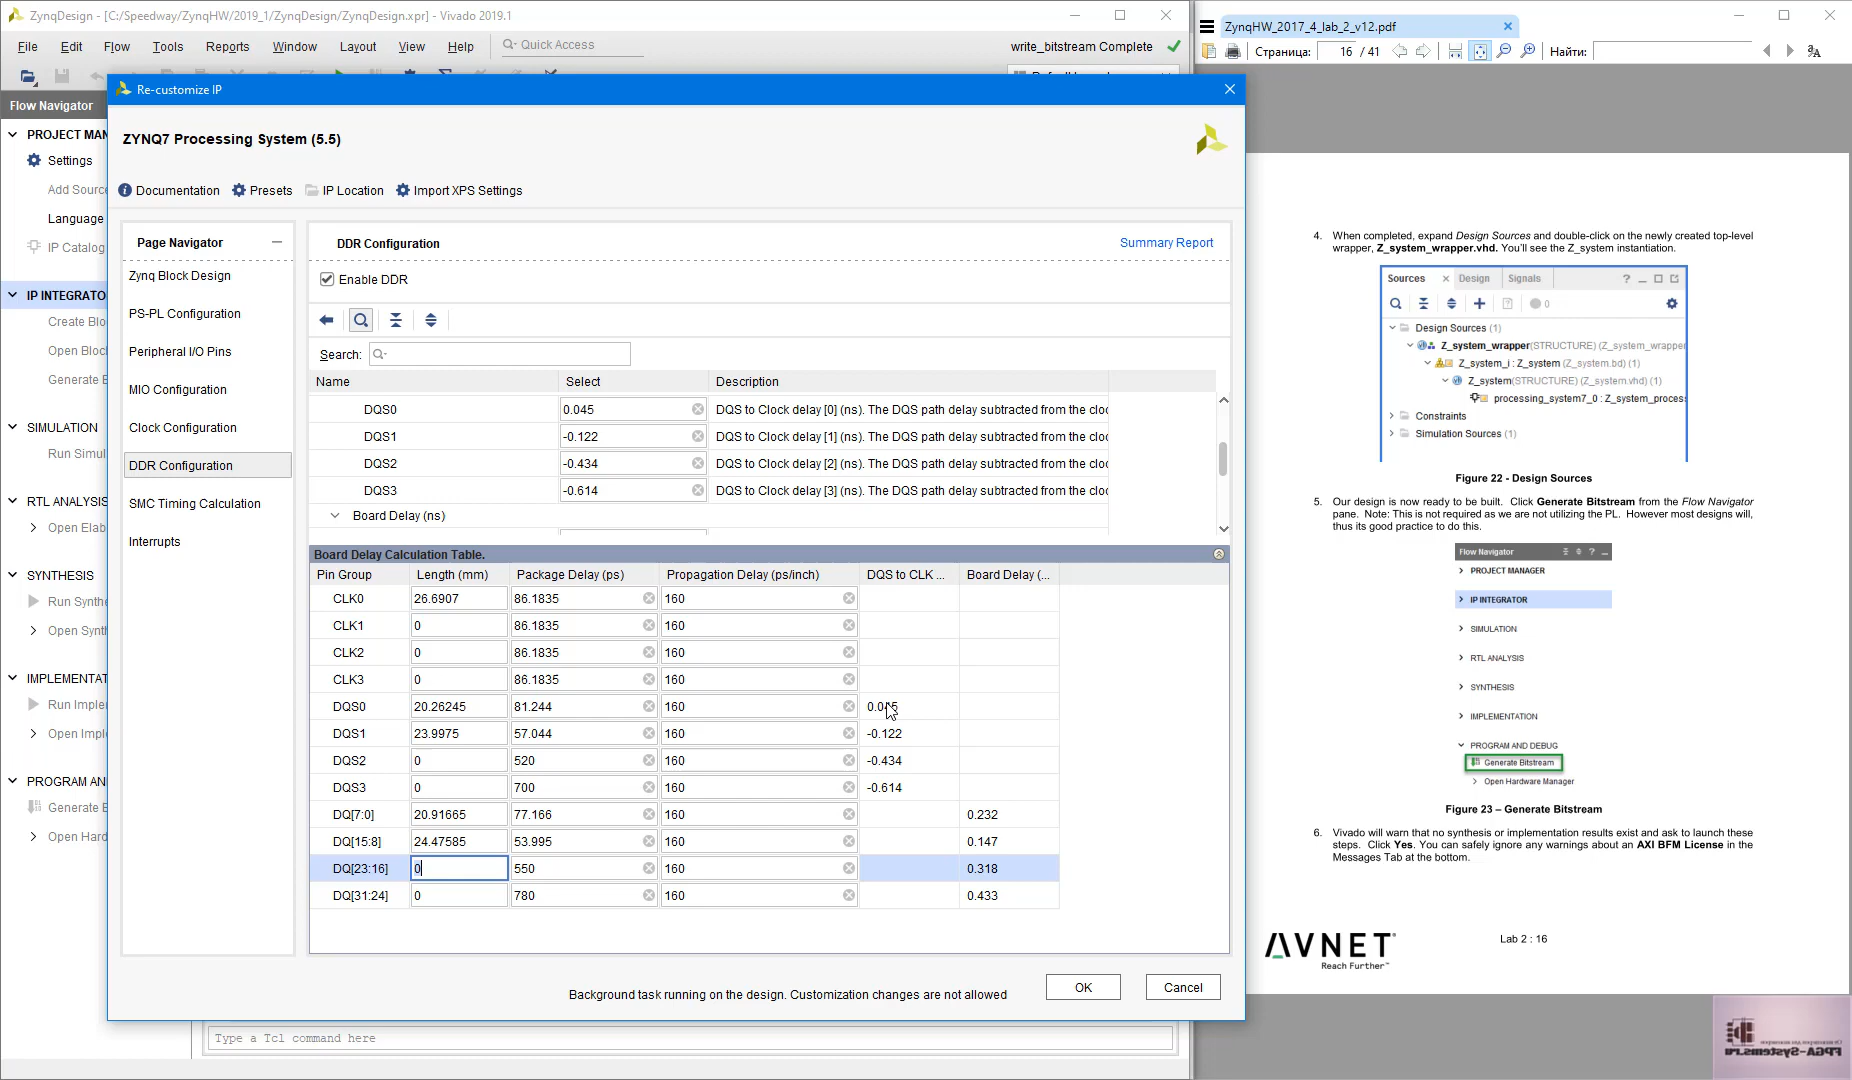 ZynqDesign - [C:/Speedway/ZynqHW/2019_1/ZynqDesign/ZynqDesign.xpr] - Vivado 2019.1
File Edit Flow Tools Reports Window Layout View Help Quick Access write_bitstream Complete
Flow Navigator
PROJECT MAN
Settings
Add Sourc
Language
IP Catalog
IP INTEGRATO
Create Blo
Open Block
Generate B
SIMULATION
Run Simul
RTL ANALYSIS
Open Elab
SYNTHESIS
Run Synthe
Open Synt
IMPLEMENTAT
Run Imple
Open Impl
PROGRAM AN
Generate B
Open Hard
Re-customize IP
ZYNQ7 Processing System (5.5)
Documentation Presets IP Location Import XPS Settings
Page Navigator
Zynq Block Design
PS-PL Configuration
Peripheral I/O Pins
MIO Configuration
Clock Configuration
DDR Configuration
SMC Timing Calculation
Interrupts
DDR Configuration Summary Report
Enable DDR
Search:
Name Select Description
DQS0 0.045 DQS to Clock delay [0] (ns). The DQS path delay subtracted from the cloc
DQS1 -0.122 DQS to Clock delay [1] (ns). The DQS path delay subtracted from the cloc
DQS2 -0.434 DQS to Clock delay [2] (ns). The DQS path delay subtracted from the cloc
DQS3 -0.614 DQS to Clock delay [3] (ns). The DQS path delay subtracted from the cloc
Board Delay (ns)
Board Delay Calculation Table.
Pin Group Length (mm) Package Delay (ps) Propagation Delay (ps/inch) DQS to CLK ... Board Delay (...
CLK0 26.6907 86.1835 160
CLK1 0 86.1835 160
CLK2 0 86.1835 160
CLK3 0 86.1835 160
DQS0 20.26245 81.244 160
DQS1 23.9975 57.044 160 -0.122
DQS2 0 520 160 -0.434
DQS3 0 700 160 -0.614
DQ[7:0] 20.91665 77.166 160 0.232
DQ[15:8] 24.47585 53.995 160 0.147
DQ[23:16] 0 550 160 0.318
DQ[31:24] 0 780 160 0.433
Background task running on the design. Customization changes are not allowed OK Cancel
Type a Tcl command here
ZynqHW_2017_4_lab_2_v12.pdf
Страница: 16 / 41 Найти:
4. When completed, expand Design Sources and double-click on the newly created top-level
wrapper, Z_system_wrapper.vhd. You'll see the Z_system instantiation.
Sources Design Signals
0
Design Sources (1)
Z_system_wrapper(STRUCTURE) (Z_system_wrapper
Z_system_i : Z_system (Z_system.bd) (1)
Z_system(STRUCTURE) (Z_system.vhd) (1)
processing_system7_0 : Z_system_proces
Constraints
Simulation Sources (1)
Figure 22 - Design Sources
5. Our design is now ready to be built. Click Generate Bitstream from the Flow Navigator
pane. Note: This is not required as we are not utilizing the PL. However most designs will,
thus its good practice to do this.
Flow Navigator
PROJECT MANAGER
IP INTEGRATOR
SIMULATION
RTL ANALYSIS
SYNTHESIS
IMPLEMENTATION
PROGRAM AND DEBUG
Generate Bitstream
Open Hardware Manager
Figure 23 – Generate Bitstream
6. Vivado will warn that no synthesis or implementation results exist and ask to launch these
steps. Click Yes. You can safely ignore any warnings about an AXI BFM License in the
Messages Tab at the bottom.
AVNET
Reach Further™
Lab 2 : 16
FPGA-Systems.ru